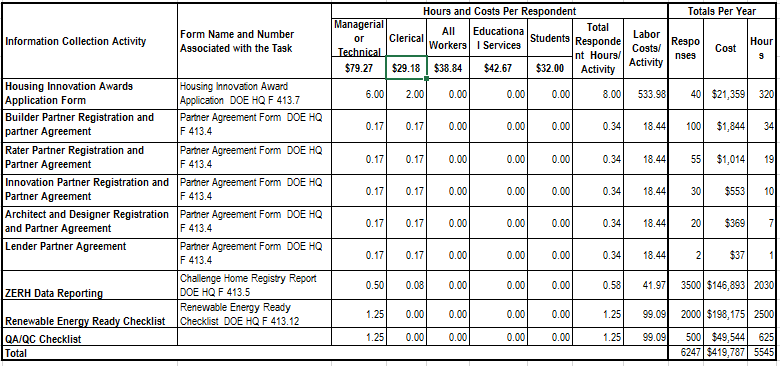 Hours and Costs Per Respondent Totals Per Year
Information Collection Activity Form Name and Number Associated with the Task Managerial or Technical Clerical All Workers Educationa l Services Students Total Responde nt Hours/ Activity Labor Costs/ Activity Respo nses Cost Hour s
$79.27 $29.18 $38.84 $42.67 $32.00
Housing Innovation Awards Housing Innovation Award
Application Form Application DOE HQ F 413.7 6.00 2.00 0.00 0.00 0.00 8.00 533.98 40 $21,359 320
Builder Partner Registration and Partner Agreement Form DOE HQ
partner Agreement F 413.4 0.17 0.17 0.00 0.00 0.00 0.34 18.44 100 $1,844 34
Rater Partner Registration and Partner Agreement Form DOE HQ
Partner Agreement F 413.4 0.17 0.17 0.00 0.00 0.00 0.34 18.44 55 $1,014 19
Innovation Partner Registration and Partner Agreement Form DOE HQ
Partner Agreement F 413.4 0.17 0.17 0.00 0.00 0.00 0.34 18.44 30 $553 10
Architect and Designer Registration Partner Agreement Form DOE HQ
and Partner Agreement F 413.4 0.17 0.17 0.00 0.00 0.00 0.34 18.44 20 $369 7
Lender Partner Agreement Partner Agreement Form DOE HQ
F 413.4 0.17 0.17 0.00 0.00 0.00 0.34 18.44 2 $37 1
Challenge Home Registry Report
ZERH Data Reporting DOE HQ F 413.5 0.50 0.08 0.00 0.00 0.00 0.58 41.97 3500 $146,893 2030
Renewable Energy Ready
Renewable Energy Ready Checklist Checklist DOE HQ F 413.12 1.25 0.00 0.00 0.00 0.00 1.25 99.09 2000 $198,175 2500
QA/QC Checklist 1.25 0.00 0.00 0.00 0.00 1.25 99.09 500 $49,544 625
Total 6247 $419,787 5545